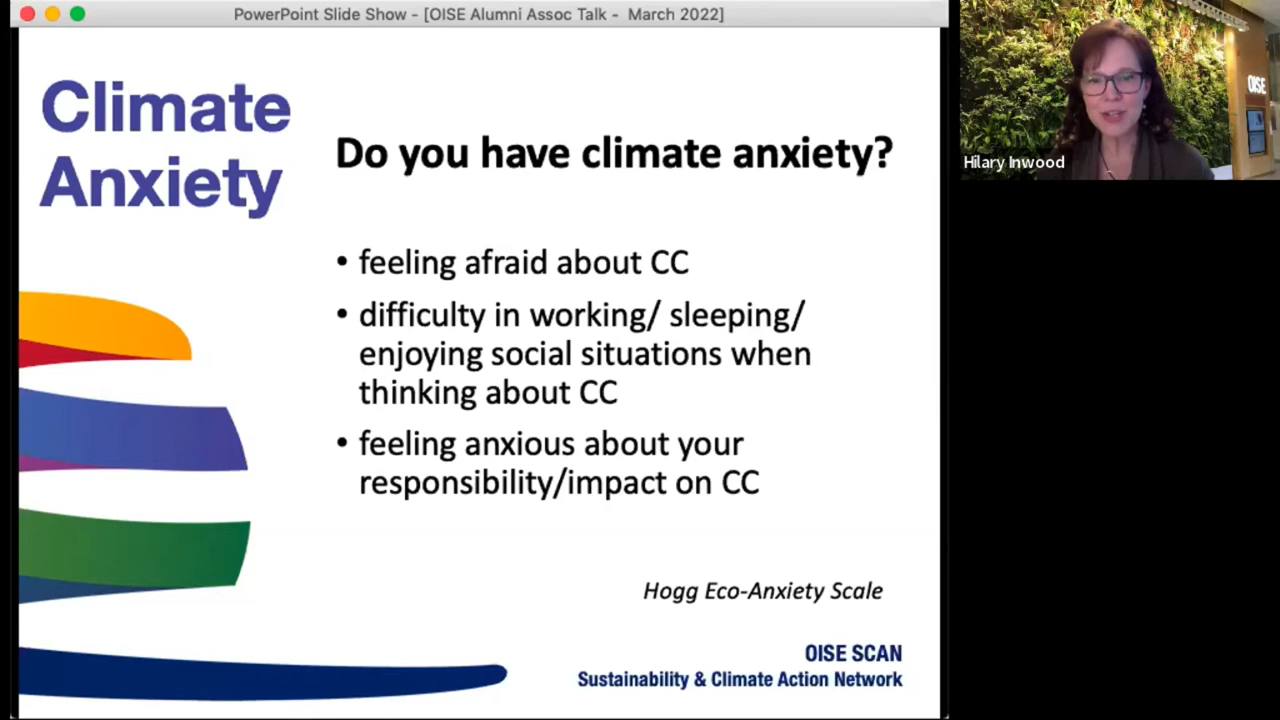 PowerPoint Slide Show - [OISE Alumni Assoc Talk -  March 2022]
Climate
Anxiety
Do you have climate anxiety?
• feeling afraid about CC
• difficulty in working/ sleeping/
enjoying social situations when
thinking about CC
• feeling anxious about your
responsibility/impact on CC
Hogg Eco-Anxiety Scale
OISE SCAN
Sustainability & Climate Action Network
OISE
Hilary Inwood